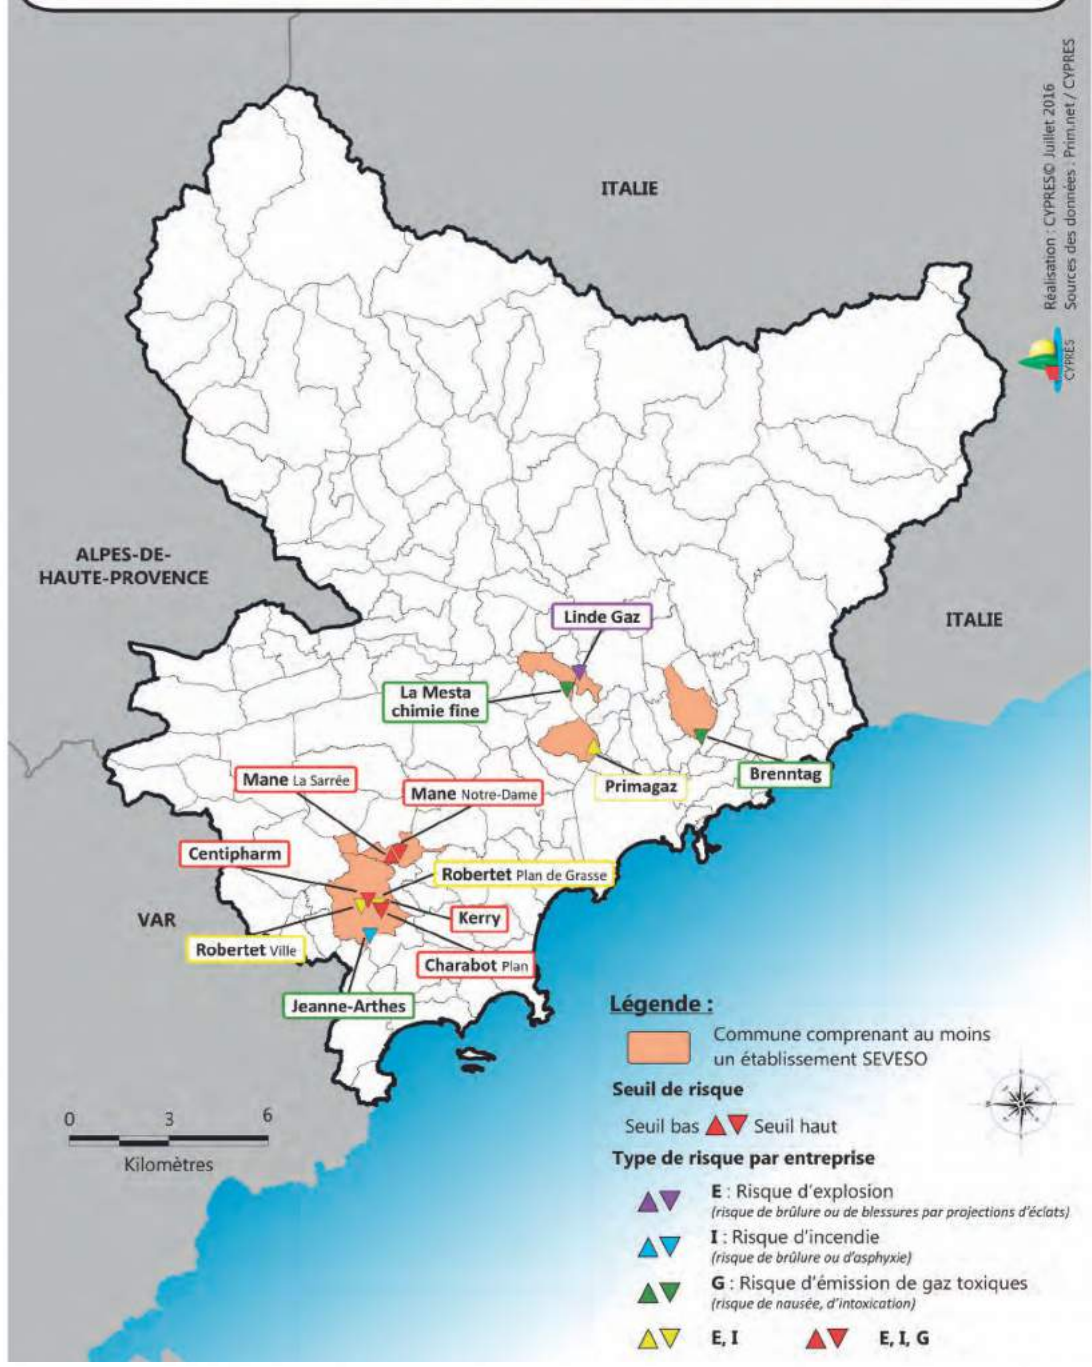 Réalisation : CYPRES© Juillet 2016
Sources des données : Prim.net / CYPRES
CYPRES
ITALIE
ALPES-DE-
HAUTE-PROVENCE
ITALIE
Linde Gaz
La Mesta
chimie fine
Brenntag
Primagaz
Mane La Sarrée
Mane Notre-Dame
Centipharm
Robertet Plan de Grasse
VAR
Kerry
Robertet Ville
Charabot Plan
Jeanne-Arthes
0 3 6
Kilomètres
Légende :
Commune comprenant au moins
un établissement SEVESO
Seuil de risque
Seuil bas Seuil haut
Type de risque par entreprise
E : Risque d'explosion
(risque de brûlure ou de blessures par projections d'éclats)
I : Risque d'incendie
(risque de brûlure ou d'asphyxie)
G : Risque d'émission de gaz toxiques
(risque de nausée, d'intoxication)
E, I E, I, G